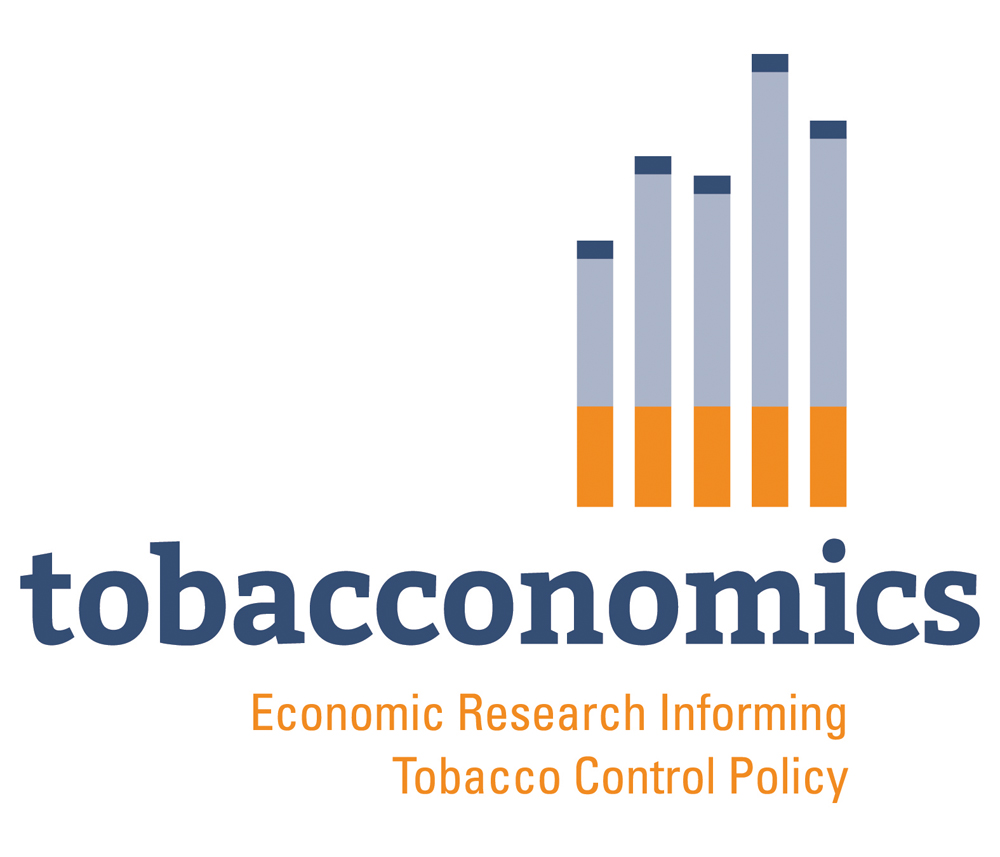 tobacconomics
Economic Research Informing
Tobacco Control Policy